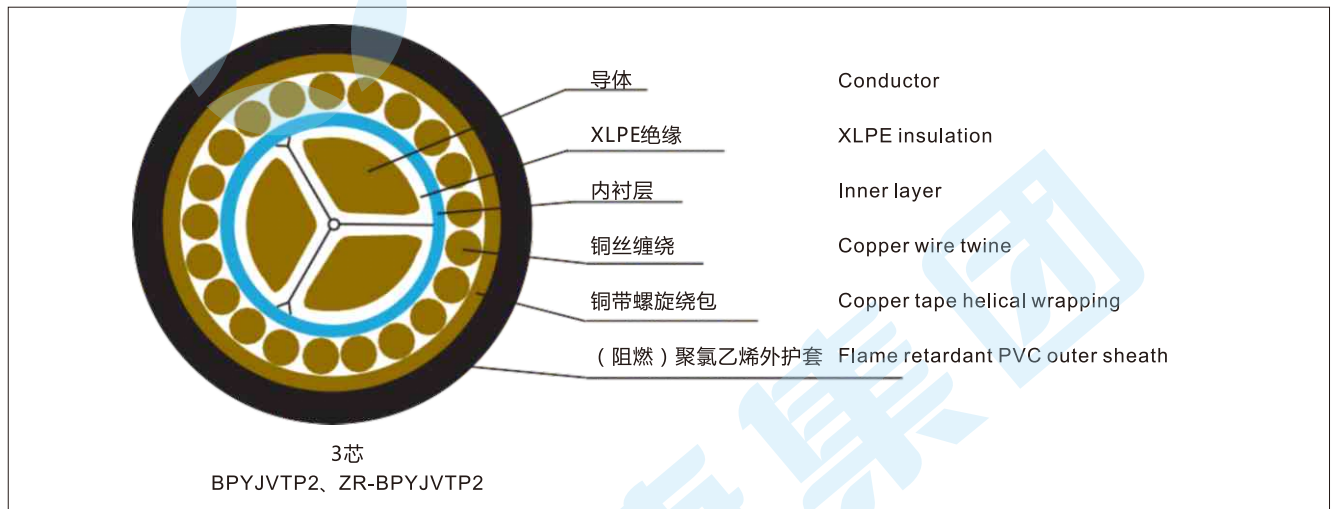 导体 Conductor
XLPE绝缘 XLPE insulation
内衬层 Inner layer
铜丝缠绕 Copper wire twine
铜带螺旋绕包 Copper tape helical wrapping
（阻燃）聚氯乙烯外护套 Flame retardant PVC outer sheath
3芯
BPYJVTP2、ZR-BPYJVTP2
集团